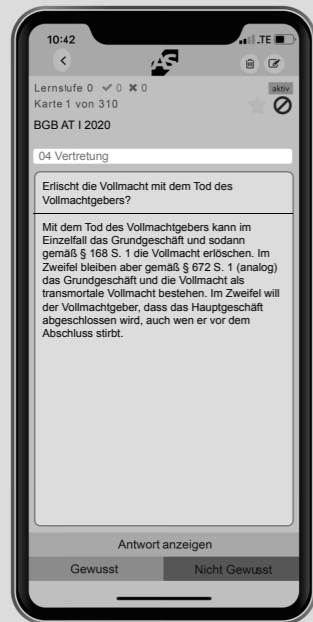 10:42
.TE
AS
Lernstufe 0 ✔ 0 ✖ 0
aktiv
Karte 1 von 310
BGB AT I 2020
04 Vertretung
Erlischt die Vollmacht mit dem Tod des
Vollmachtgebers?
Mit dem Tod des Vollmachtgebers kann im
Einzelfall das Grundgeschäft und sodann
gemäß § 168 S. 1 die Vollmacht erlöschen. Im
Zweifel bleiben aber gemäß § 672 S. 1 (analog)
das Grundgeschäft und die Vollmacht als
transmortale Vollmacht bestehen. Im Zweifel will
der Vollmachtgeber, dass das Hauptgeschäft
abgeschlossen wird, auch wen er vor dem
Abschluss stirbt.
Antwort anzeigen
Gewusst
Nicht Gewusst